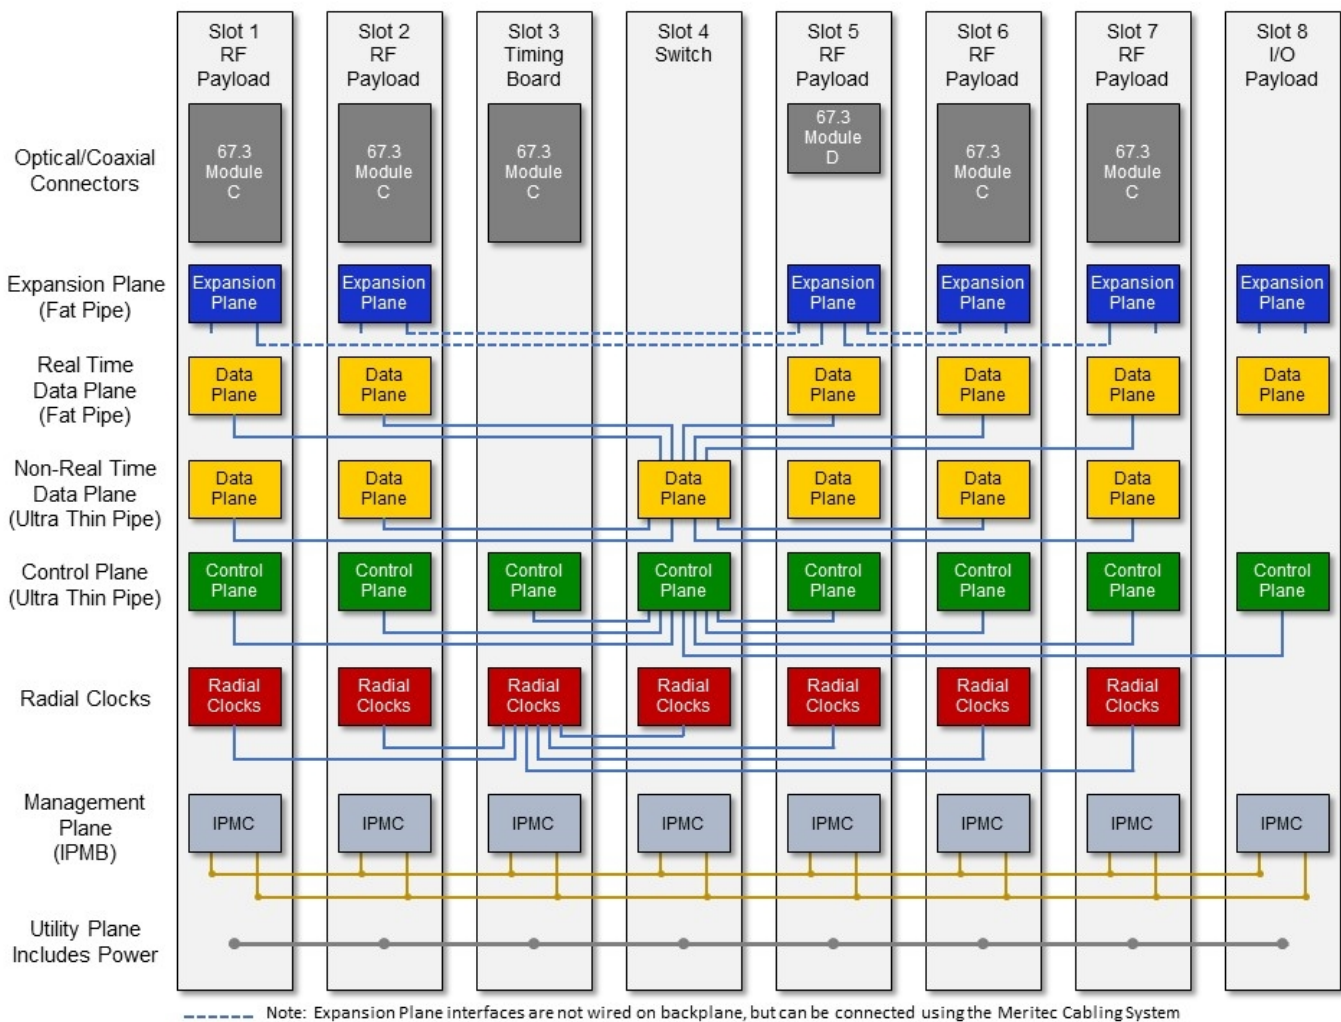 Slot 1
RF
Payload
Slot 2
RF
Payload
Slot 3
Timing
Board
Slot 4
Switch
Slot 5
RF
Payload
Slot 6
RF
Payload
Slot 7
RF
Payload
Slot 8
I/O
Payload
Optical/Coaxial
Connectors
67.3
Module
C
67.3
Module
C
67.3
Module
C
67.3
Module
D
67.3
Module
C
67.3
Module
C
Expansion Plane
(Fat Pipe)
Expansion
Plane
Expansion
Plane
Expansion
Plane
Expansion
Plane
Expansion
Plane
Expansion
Plane
Real Time
Data Plane
(Fat Pipe)
Data
Plane
Data
Plane
Data
Plane
Data
Plane
Data
Plane
Data
Plane
Non-Real Time
Data Plane
(Ultra Thin Pipe)
Data
Plane
Data
Plane
Data
Plane
Data
Plane
Data
Plane
Data
Plane
Control Plane
(Ultra Thin Pipe)
Control
Plane
Control
Plane
Control
Plane
Control
Plane
Control
Plane
Control
Plane
Control
Plane
Control
Plane
Radial Clocks
Radial
Clocks
Radial
Clocks
Radial
Clocks
Radial
Clocks
Radial
Clocks
Radial
Clocks
Radial
Clocks
Management
Plane
(IPMB)
IPMC
IPMC
IPMC
IPMC
IPMC
IPMC
IPMC
IPMC
Utility Plane
Includes Power
Note: Expansion Plane interfaces are not wired on backplane, but can be connected using the Meritec Cabling System